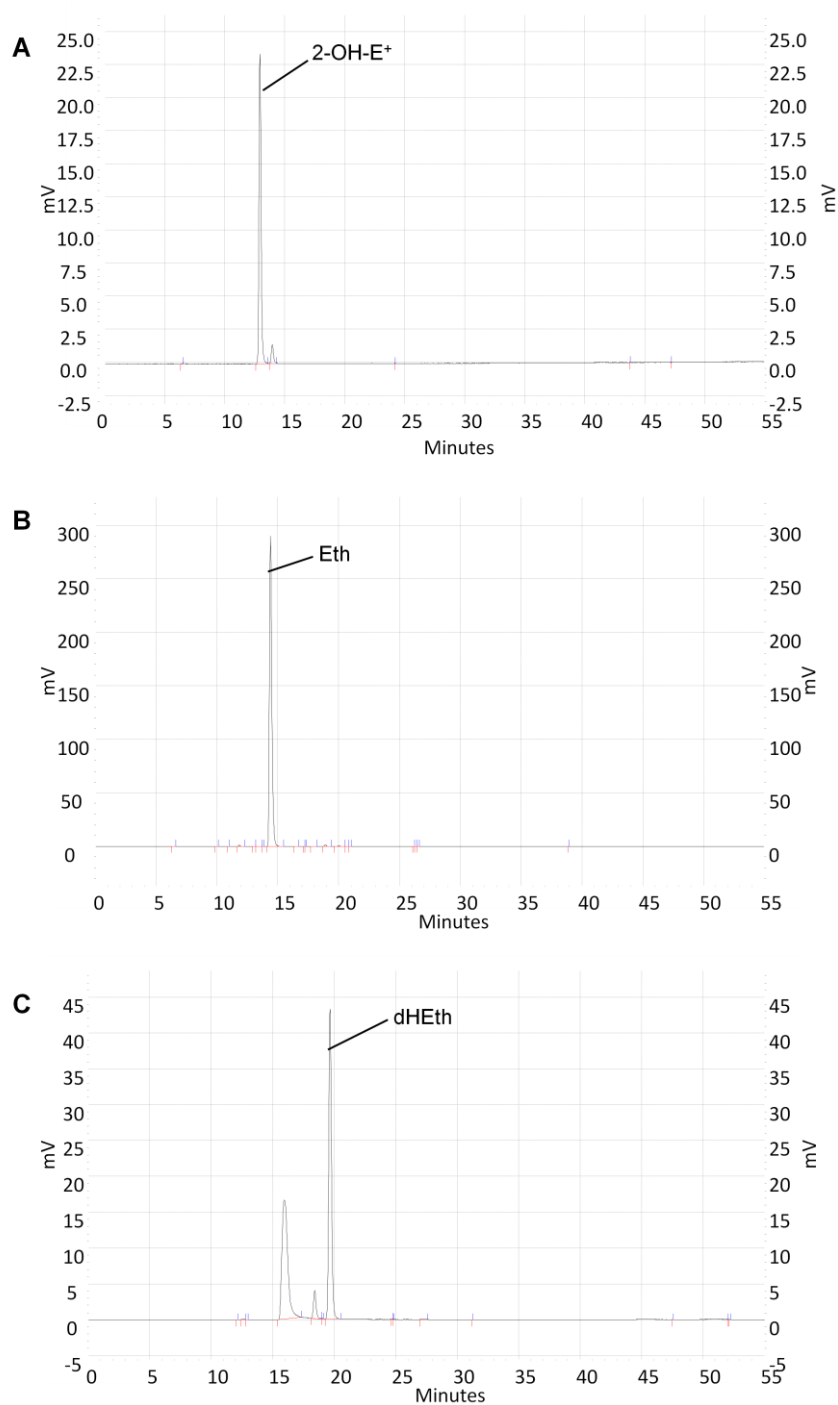 A
2-OH-E⁺
25.0 25.0
22.5 22.5
20.0 20.0
17.5 17.5
15.0 15.0
mV mV
12.5 12.5
10.0 10.0
7.5 7.5
5.0 5.0
2.5 2.5
0.0 0.0
-2.5 -2.5
0 5 10 15 20 25 30 35 40 45 50 55
Minutes
B
Eth
300 300
250 250
200 200
mV mV
150 150
100 100
50 50
0 0
0 5 10 15 20 25 30 35 40 45 50 55
Minutes
C
dHEth
45 45
40 40
35 35
30 30
25 25
mV mV
20 20
15 15
10 10
5 5
0 0
-5 -5
0 5 10 15 20 25 30 35 40 45 50 55
Minutes